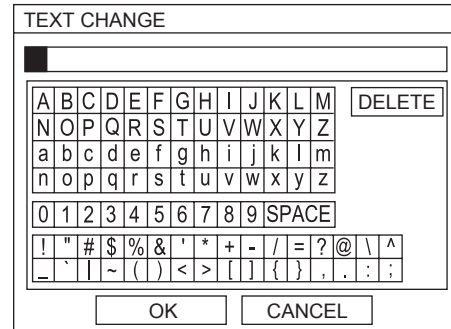 TEXT CHANGE
A B C D E F G H I J K L M DELETE
N O P Q R S T U V W X Y Z
a b c d e f g h i j k l m
n o p q r s t u v w x y z
0 1 2 3 4 5 6 7 8 9 SPACE
! " # $ % & ' * + - / = ? @ \ ^
_ ` | ~ ( ) < > [ ] { } , . : ;
OK CANCEL